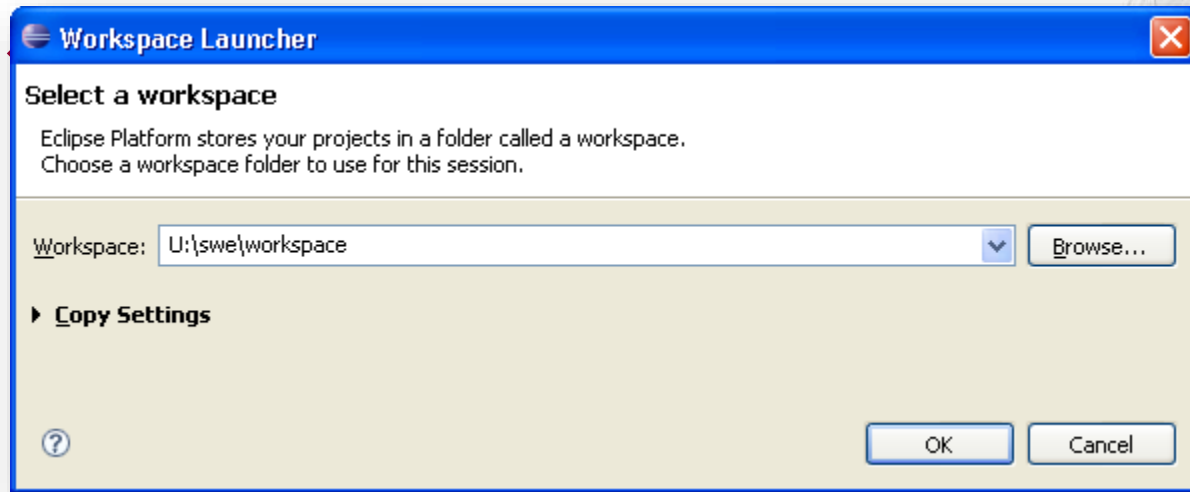 Workspace Launcher
Select a workspace
Eclipse Platform stores your projects in a folder called a workspace.
Choose a workspace folder to use for this session.
Workspace: U:\swe\workspace Browse...
Copy Settings
? OK Cancel